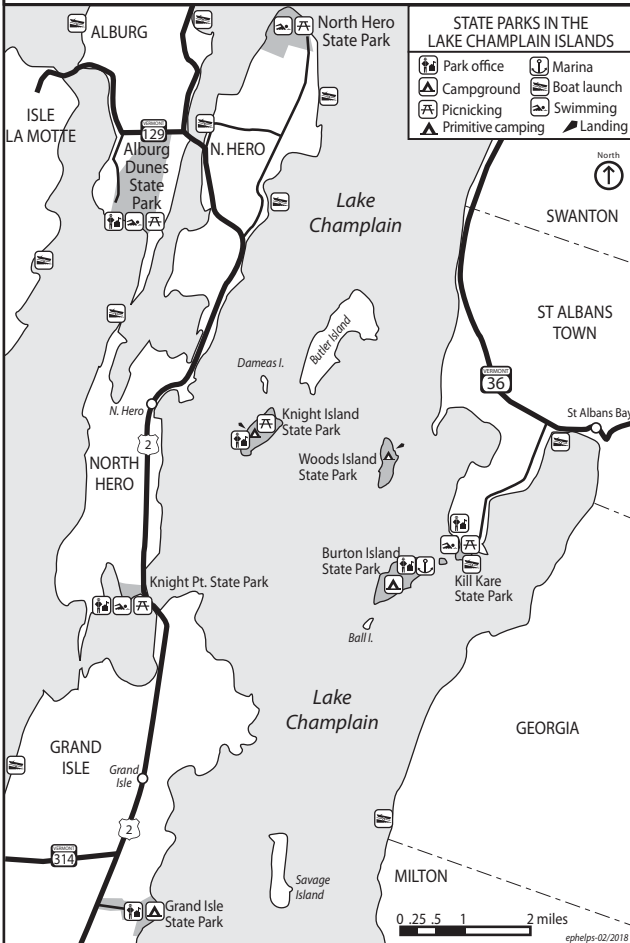 STATE PARKS IN THE
LAKE CHAMPLAIN ISLANDS
Park office
Marina
Campground
Boat launch
Picnicking
Swimming
Primitive camping
Landing
North
ALBURG
North Hero
State Park
ISLE
LA MOTTE
VERMONT
129
Alburg
Dunes
State
Park
N. HERO
Lake
Champlain
SWANTON
ST ALBANS
TOWN
Butler Island
Dameas I.
VERMONT
36
N. Hero
Knight Island
State Park
St Albans Bay
2
Woods Island
State Park
NORTH
HERO
Burton Island
State Park
Kill Kare
State Park
Knight Pt. State Park
Ball I.
Lake
Champlain
GEORGIA
GRAND
ISLE
Grand
Isle
2
VERMONT
314
Savage
Island
MILTON
Grand Isle
State Park
0 .25 .5 1 2 miles
ephelps-02/2018